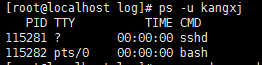 [root@localhost log]# ps -u kangxj
PID TTY TIME CMD
115281 ? 00:00:00 sshd
115282 pts/0 00:00:00 bash